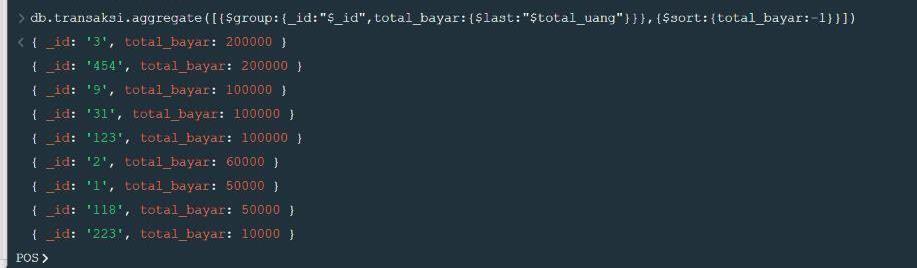 > db.transaksi.aggregate([{$group:{_id:"$_id",total_bayar:{$last:"$total_uang"}}},{$sort:{total_bayar:-1}}])
< { _id: '3', total_bayar: 200000 }
{ _id: '454', total_bayar: 200000 }
{ _id: '9', total_bayar: 100000 }
{ _id: '31', total_bayar: 100000 }
{ _id: '123', total_bayar: 100000 }
{ _id: '2', total_bayar: 60000 }
{ _id: '1', total_bayar: 50000 }
{ _id: '118', total_bayar: 50000 }
{ _id: '223', total_bayar: 10000 }
POS>